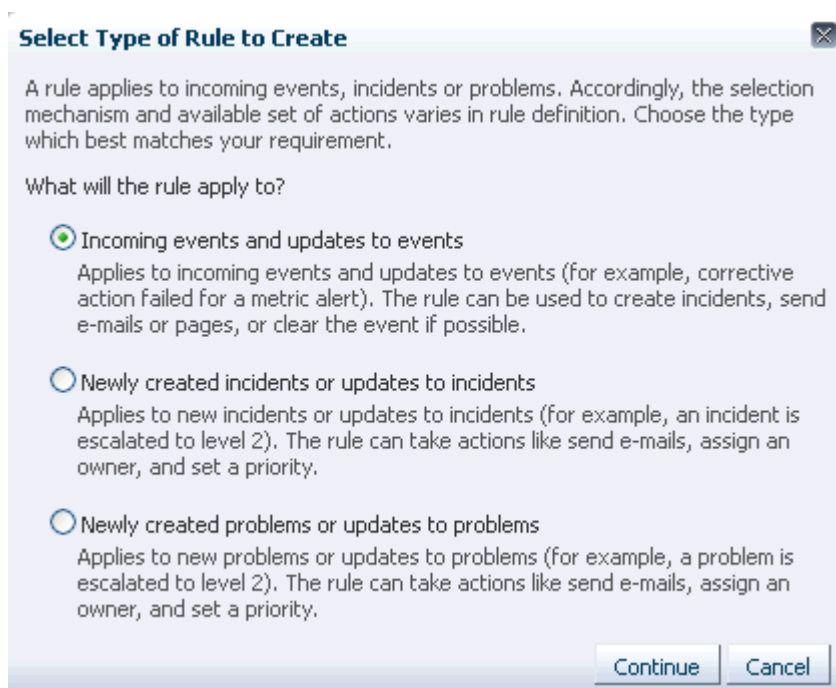 Select Type of Rule to Create
A rule applies to incoming events, incidents or problems. Accordingly, the selection
mechanism and available set of actions varies in rule definition. Choose the type
which best matches your requirement.
What will the rule apply to?
Incoming events and updates to events
Applies to incoming events and updates to events (for example, corrective
action failed for a metric alert). The rule can be used to create incidents, send
e-mails or pages, or clear the event if possible.
Newly created incidents or updates to incidents
Applies to new incidents or updates to incidents (for example, an incident is
escalated to level 2). The rule can take actions like send e-mails, assign an
owner, and set a priority.
Newly created problems or updates to problems
Applies to new problems or updates to problems (for example, a problem is
escalated to level 2). The rule can take actions like send e-mails, assign an
owner, and set a priority.
Continue Cancel